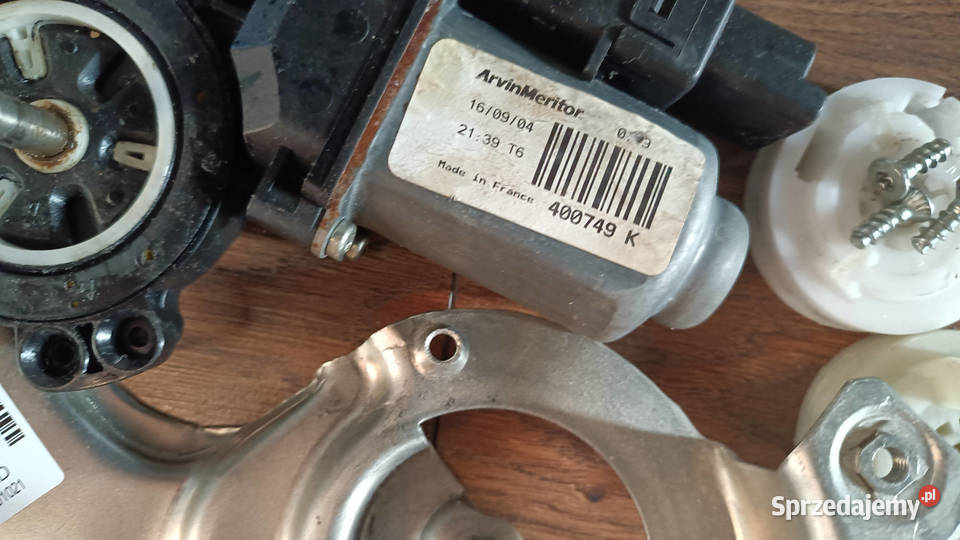 ArvinMeritor
16/09/04
21:39 T6
Made in France
400749 K
D
Sprzedajemy.pl